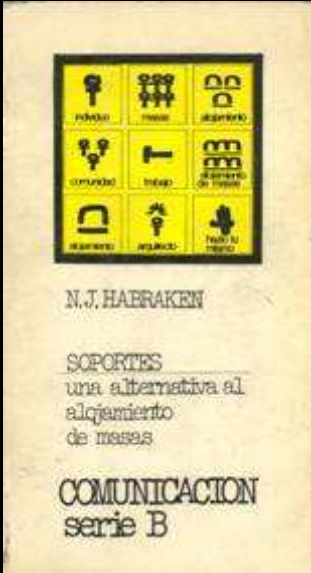 individuo
masas
alojamiento
comunidad
trabajo
alojamiento
de masas
alojamiento
arquitecto
hazlo tu
mismo
N.J. HABRAKEN
SOPORTES
una alternativa al
alojamiento
de masas
COMUNICACION
serie B